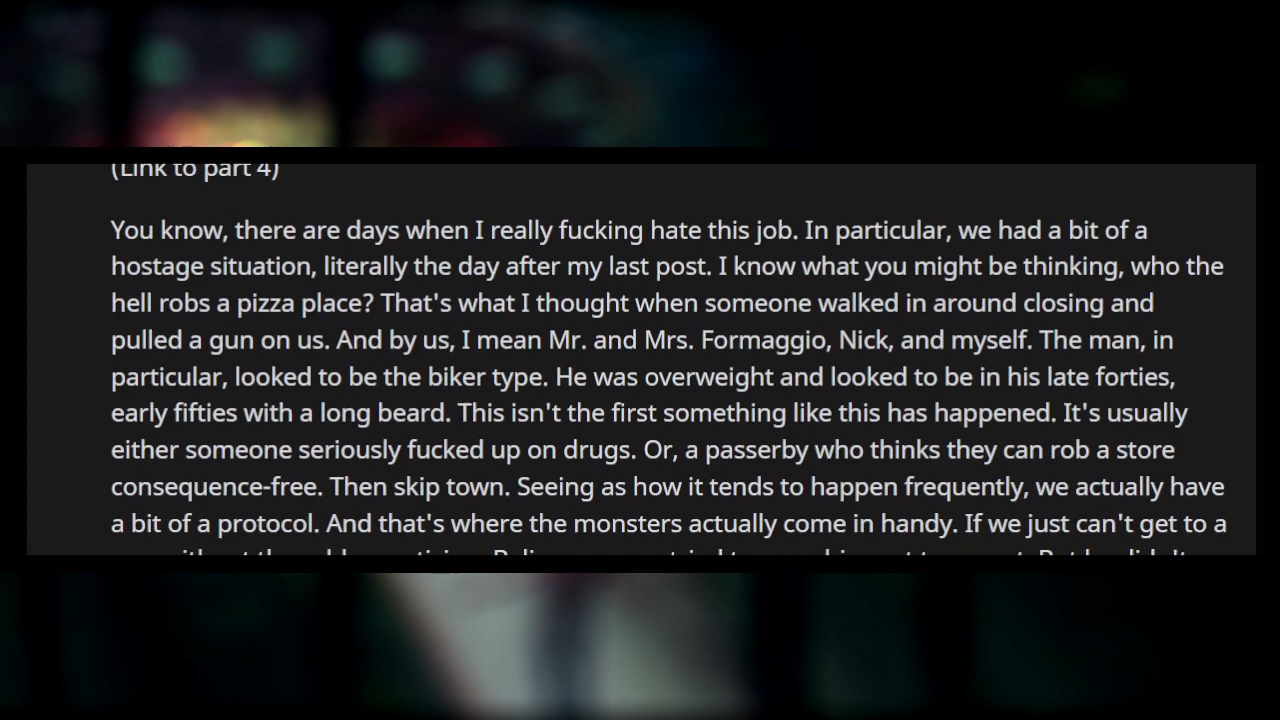 (Link to part 4)
You know, there are days when I really fucking hate this job. In particular, we had a bit of a
hostage situation, literally the day after my last post. I know what you might be thinking, who the
hell robs a pizza place? That's what I thought when someone walked in around closing and
pulled a gun on us. And by us, I mean Mr. and Mrs. Formaggio, Nick, and myself. The man, in
particular, looked to be the biker type. He was overweight and looked to be in his late forties,
early fifties with a long beard. This isn't the first something like this has happened. It's usually
either someone seriously fucked up on drugs. Or, a passerby who thinks they can rob a store
consequence-free. Then skip town. Seeing as how it tends to happen frequently, we actually have
a bit of a protocol. And that's where the monsters actually come in handy. If we just can't get to a